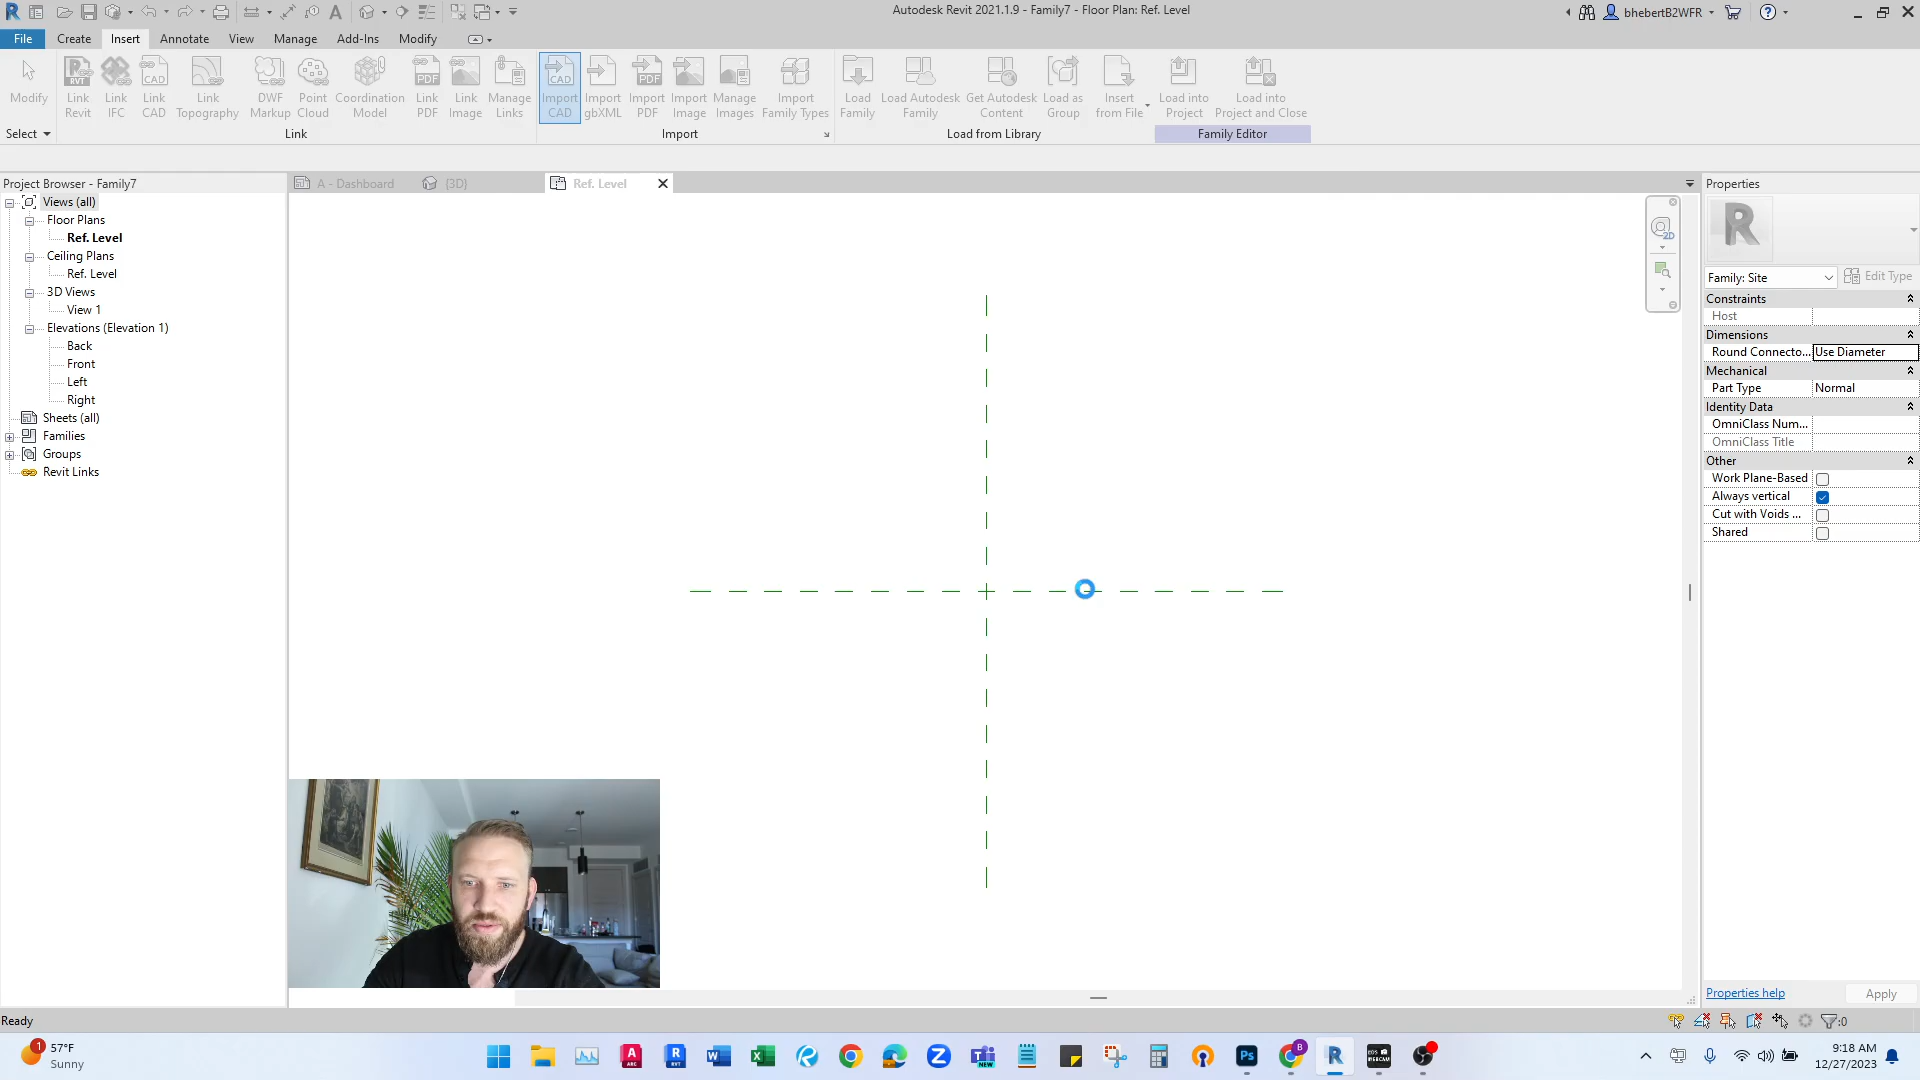 Autodesk Revit 2021.1.9 - Family7 - Floor Plan: Ref. Level
bhebertB2WFR
File Create Insert Annotate View Manage Add-Ins Modify
Modify
Link Revit
Link IFC
Link CAD
Link Topography
DWF Markup
Point Cloud
Coordination Model
Link PDF
Link Image
Manage Links
Import CAD
Import gbXML
Import PDF
Import Image
Manage Images
Import Family Types
Load Family
Load Autodesk Family
Get Autodesk Content
Load as Group
Insert from File
Load into Project
Load into Project and Close
Select Link Import Load from Library Family Editor
Project Browser - Family7
A - Dashboard {3D} Ref. Level
Properties
Views (all)
Floor Plans
Ref. Level
Ceiling Plans
Ref. Level
3D Views
View 1
Elevations (Elevation 1)
Back
Front
Left
Right
Sheets (all)
Families
Groups
Revit Links
2D
Family: Site Edit Type
Constraints
Host
Dimensions
Round Connecto... Use Diameter
Mechanical
Part Type Normal
Identity Data
OmniClass Num...
OmniClass Title
Other
Work Plane-Based
Always vertical
Cut with Voids ...
Shared
Properties help Apply
Ready
:0
1
57°F
Sunny
9:18 AM
12/27/2023